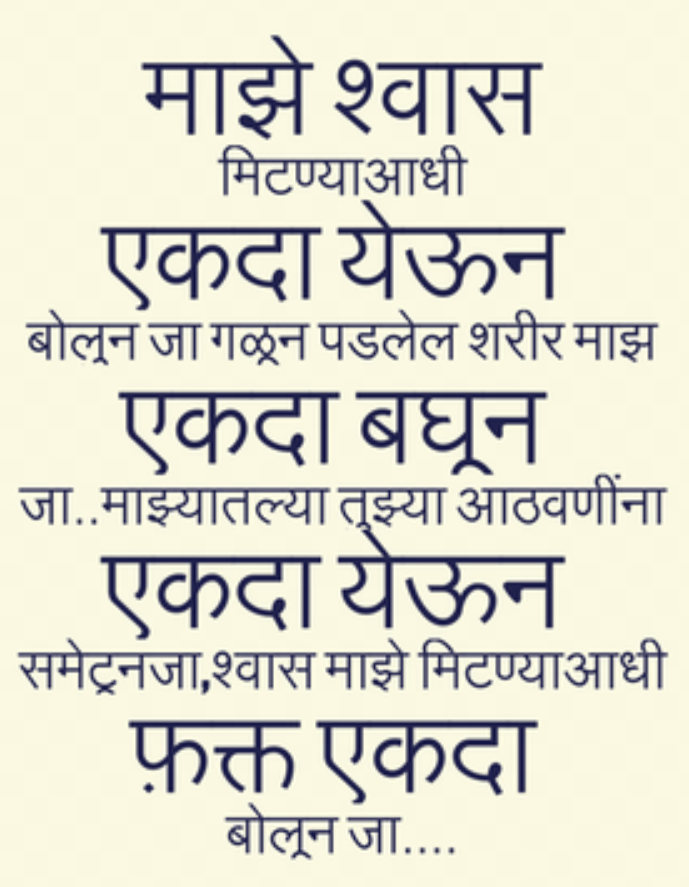 माझे श्वास
मिटण्याआधी
एकदा येऊन
बोलून जा गळून पडलेल शरीर माझ
एकदा बघून
जा..माझ्यातल्या तुझ्या आठवणींना
एकदा येऊन
समेटूनजा,श्वास माझे मिटण्याआधी
फ़क्त एकदा
बोलून जा....